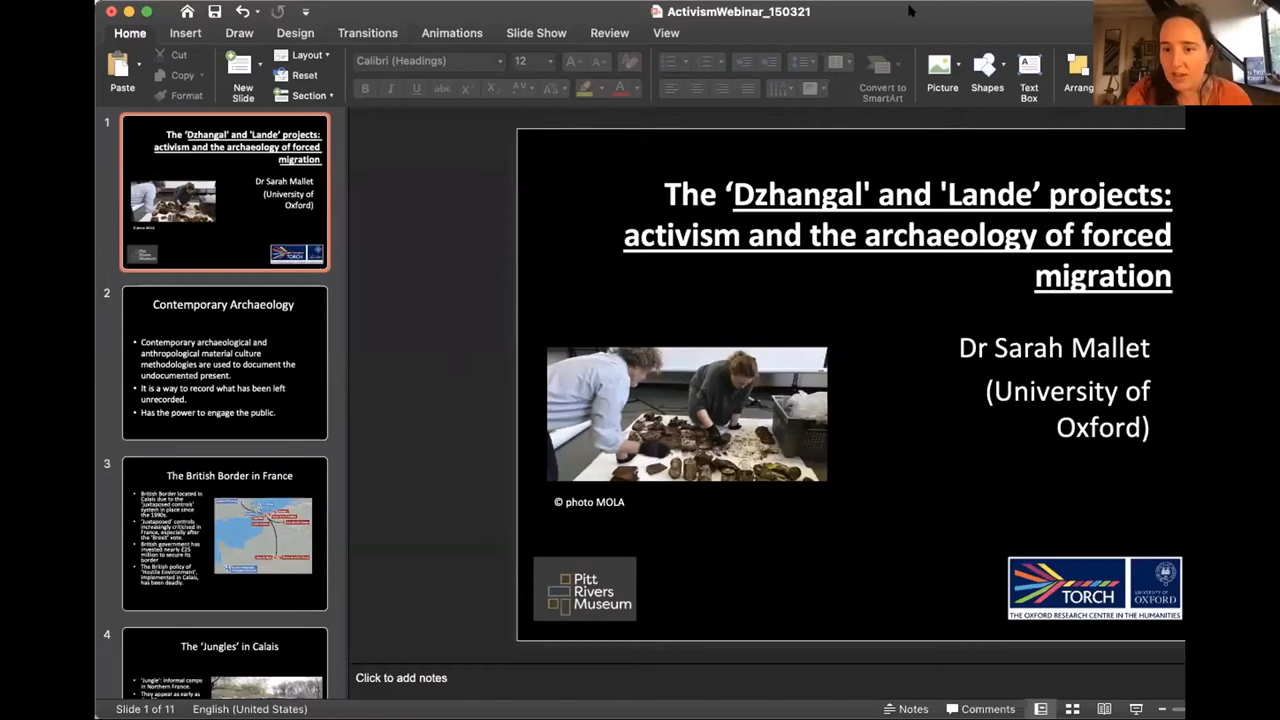 ActivismWebinar_150321
Home Insert Draw Design Transitions Animations Slide Show Review View
Paste
Cut
Copy
Format
New
Slide
Layout
Reset
Section
Calibri (Headings) 12
Convert to
SmartArt
Picture
Shapes
Text
Box
Arrang
1
The ‘Dzhangal' and 'Lande’ projects:
activism and the archaeology of forced
migration
Dr Sarah Mallet
(University of
Oxford)
2
Contemporary Archaeology
• Contemporary archaeological and
anthropological material culture
methodologies are used to document the
undocumented present.
• It is a way to record what has been left
unrecorded.
• Has the power to engage the public.
3
The British Border in France
• British Border located in
Calais due to the
'juxtaposed controls'
system in place since
the 1990s.
• 'Juxtaposed' controls
increasingly criticised in
France, especially after
the 'Brexit' vote.
• British government has
invested nearly £25
million to secure its
border
• The British policy of
'Hostile Environment',
implemented in Calais,
has been deadly.
4
The ‘Jungles’ in Calais
• 'Jungle': informal camps
in Northern France.
• They appear as early as
The ‘Dzhangal' and 'Lande’ projects:
activism and the archaeology of forced
migration
Dr Sarah Mallet
(University of
Oxford)
© photo MOLA
Pitt
Rivers
Museum
TORCH
UNIVERSITY OF
OXFORD
THE OXFORD RESEARCH CENTRE IN THE HUMANITIES
Click to add notes
Slide 1 of 11 English (United States) Notes Comments